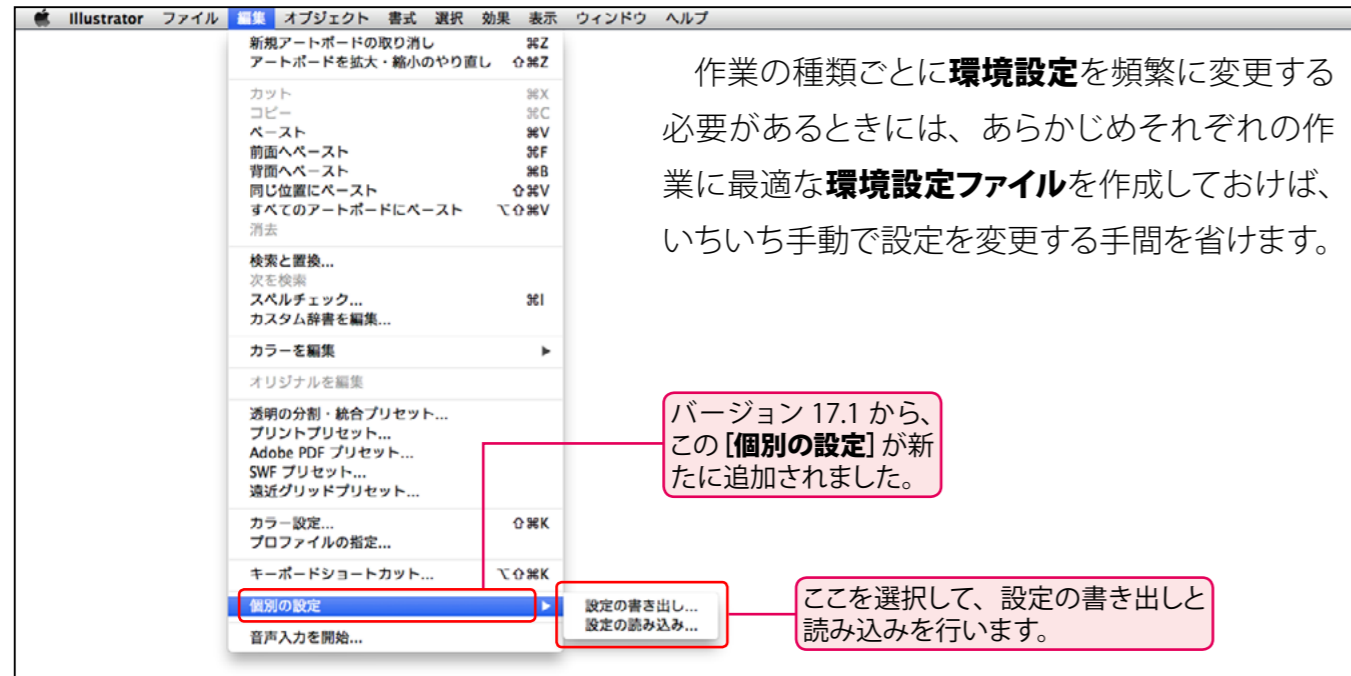 Illustrator ファイル 編集 オブジェクト 書式 選択 効果 表示 ウィンドウ ヘルプ
新規アートボードの取り消し ⌘Z
アートボードを拡大・縮小のやり直し ⇧⌘Z
カット ⌘X
コピー ⌘C
ペースト ⌘V
前面へペースト ⌘F
背面へペースト ⌘B
同じ位置にペースト ⇧⌘V
すべてのアートボードにペースト ⌥⇧⌘V
消去
検索と置換...
次を検索
スペルチェック... ⌘I
カスタム辞書を編集...
カラーを編集 ▶
オリジナルを編集
透明の分割・統合プリセット...
プリントプリセット...
Adobe PDF プリセット...
SWF プリセット...
遠近グリッドプリセット...
カラー設定... ⇧⌘K
プロファイルの指定...
キーボードショートカット... ⌥⇧⌘K
個別の設定 ▶
音声入力を開始...
設定の書き出し...
設定の読み込み...
作業の種類ごとに環境設定を頻繁に変更する
必要があるときには、あらかじめそれぞれの作
業に最適な環境設定ファイルを作成しておけば、
いちいち手動で設定を変更する手間を省けます。
バージョン 17.1 から、
この [個別の設定] が新
たに追加されました。
ここを選択して、設定の書き出しと
読み込みを行います。